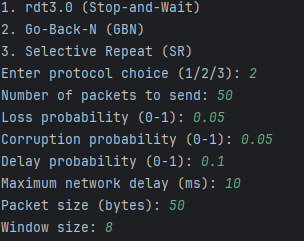 1. rdt3.0 (Stop-and-Wait)
2. Go-Back-N (GBN)
3. Selective Repeat (SR)
Enter protocol choice (1/2/3): 2
Number of packets to send: 50
Loss probability (0-1): 0.05
Corruption probability (0-1): 0.05
Delay probability (0-1): 0.1
Maximum network delay (ms): 10
Packet size (bytes): 50
Window size: 8